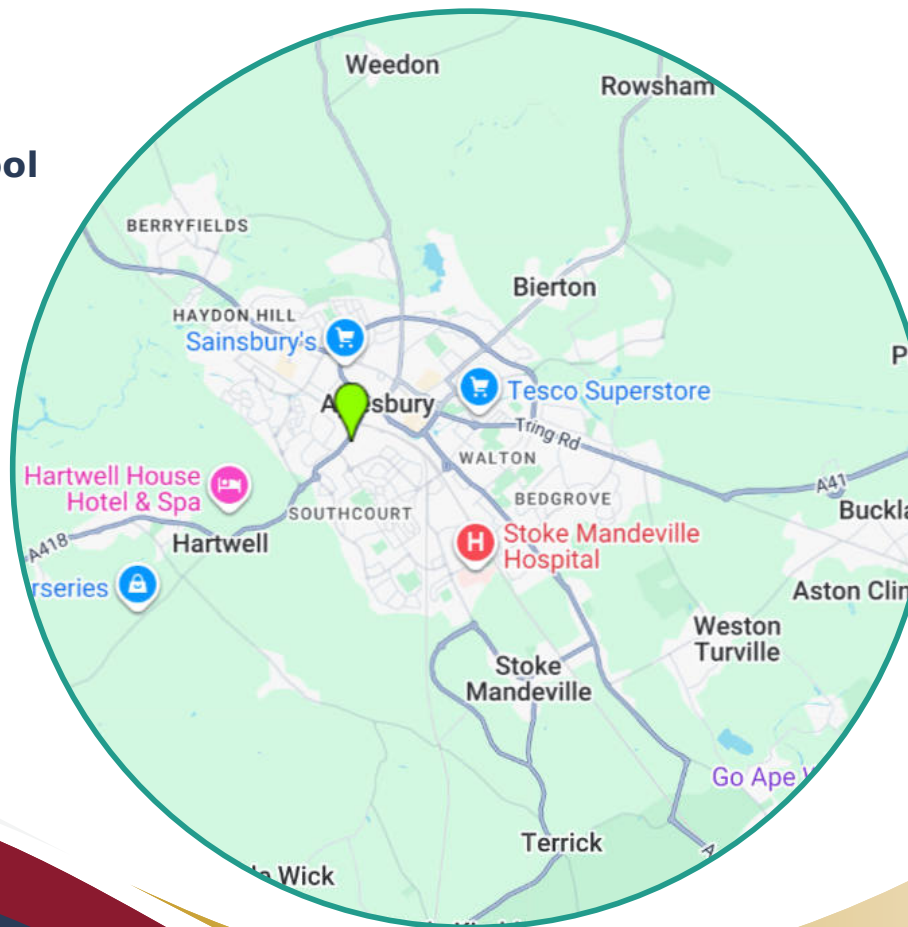 Weedon
Rowsham
ool
BERRYFIELDS
Bierton
HAYDON HILL
Sainsbury's
P
Tesco Superstore
Tring Rd
WALTON
Hartwell House
Hotel & Spa
BEDGROVE
A41
SOUTHCOURT
Buckla
Stoke Mandeville
Hospital
A418
Hartwell
rseries
Aston Clin
Weston
Turville
Stoke
Mandeville
Go Ape
Terrick
Wick